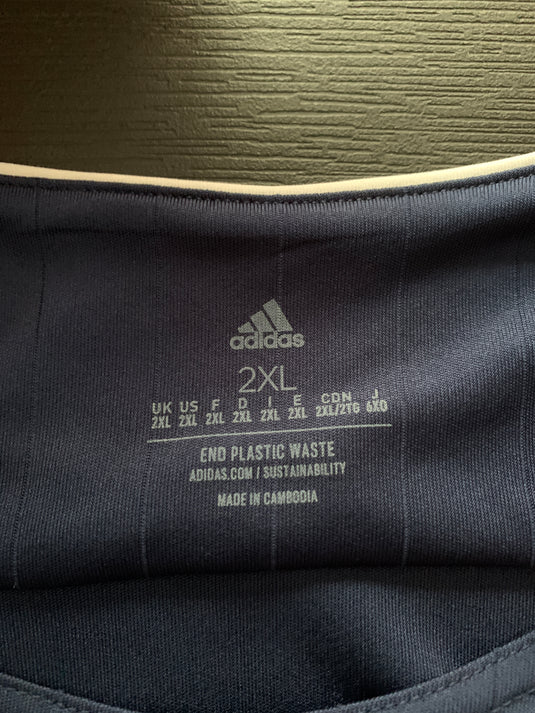 adidas
2XL
UK US F D I E CDN J
2XL 2XL 2XL 2XL 2XL 2XL 2XL/2TG 6XO
END PLASTIC WASTE
ADIDAS.COM / SUSTAINABILITY
MADE IN CAMBODIA